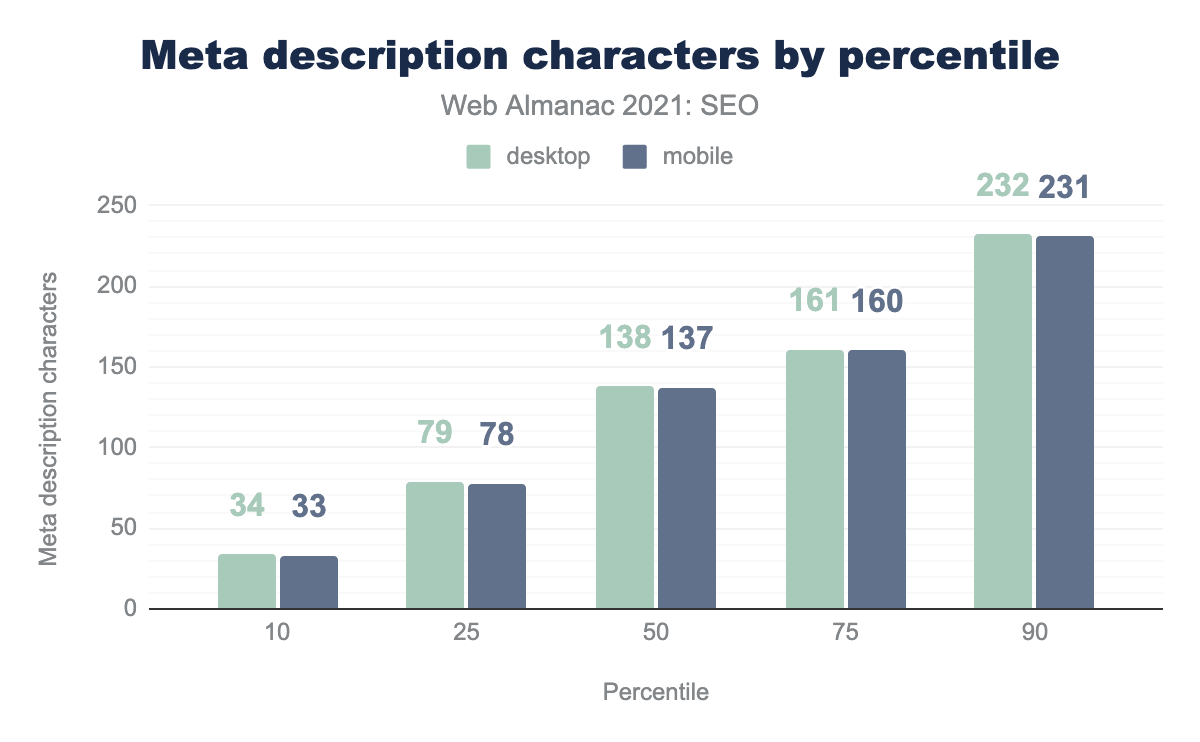 Meta description characters by percentile
Web Almanac 2021: SEO
desktop mobile
Meta description characters
250
200
150
100
50
0
34 33
79 78
138 137
161 160
232 231
10 25 50 75 90
Percentile